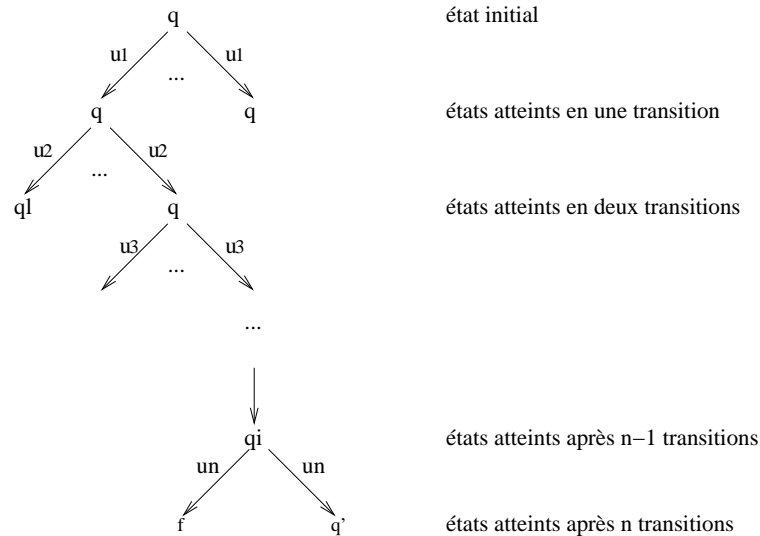 q état initial
u1 u1
...
q q états atteints en une transition
u2 u2
...
ql q états atteints en deux transitions
u3 u3
...
...
qi états atteints après n−1 transitions
un un
f q' états atteints après n transitions